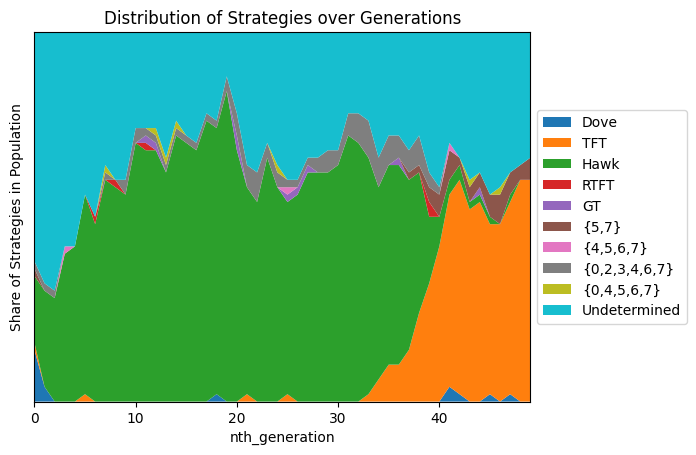 Distribution of Strategies over Generations
Share of Strategies in Population
0
10
20
30
40
nth_generation
Dove
TFT
Hawk
RTFT
GT
{5,7}
{4,5,6,7}
{0,2,3,4,6,7}
{0,4,5,6,7}
Undetermined